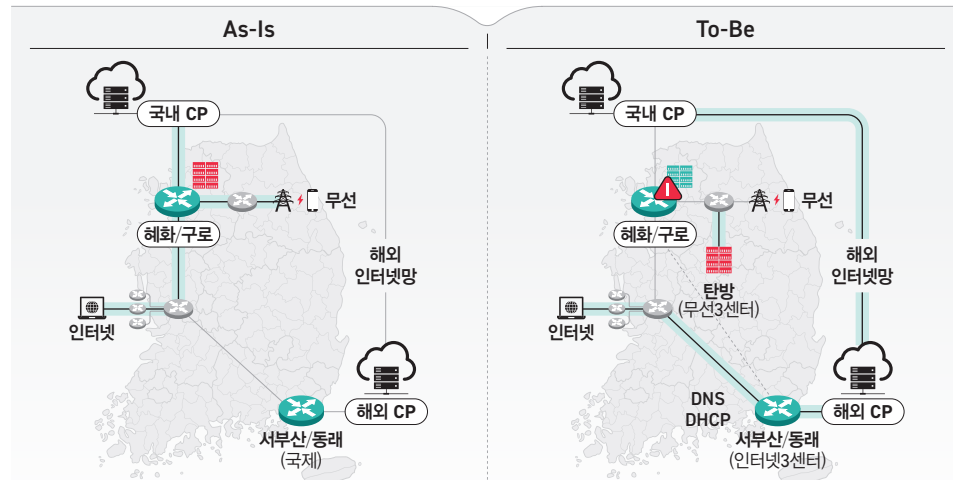 As-Is
국내 CP
무선
혜화/구로
해외
인터넷망
인터넷
해외 CP
서부산/동래
(국제)
To-Be
국내 CP
무선
혜화/구로
탄방
(무선3센터)
해외
인터넷망
인터넷
DNS
DHCP
해외 CP
서부산/동래
(인터넷3센터)